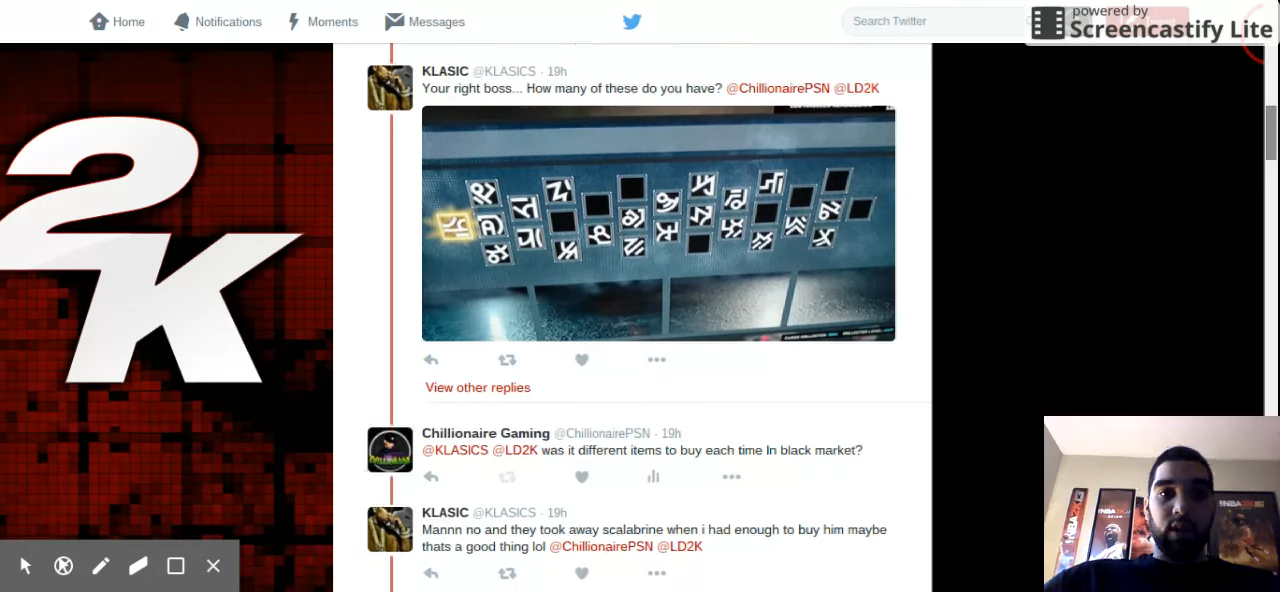 Home Notifications Moments Messages Search Twitter
powered by
Screencastify Lite
2K
KLASIC @KLASICS · 19h
Your right boss... How many of these do you have? @ChillionairePSN @LD2K
View other replies
Chillionaire Gaming @ChillionairePSN · 19h
@KLASICS @LD2K was it different items to buy each time In black market?
KLASIC @KLASICS · 19h
Mannn no and they took away scalabrine when i had enough to buy him maybe
thats a good thing lol @ChillionairePSN @LD2K